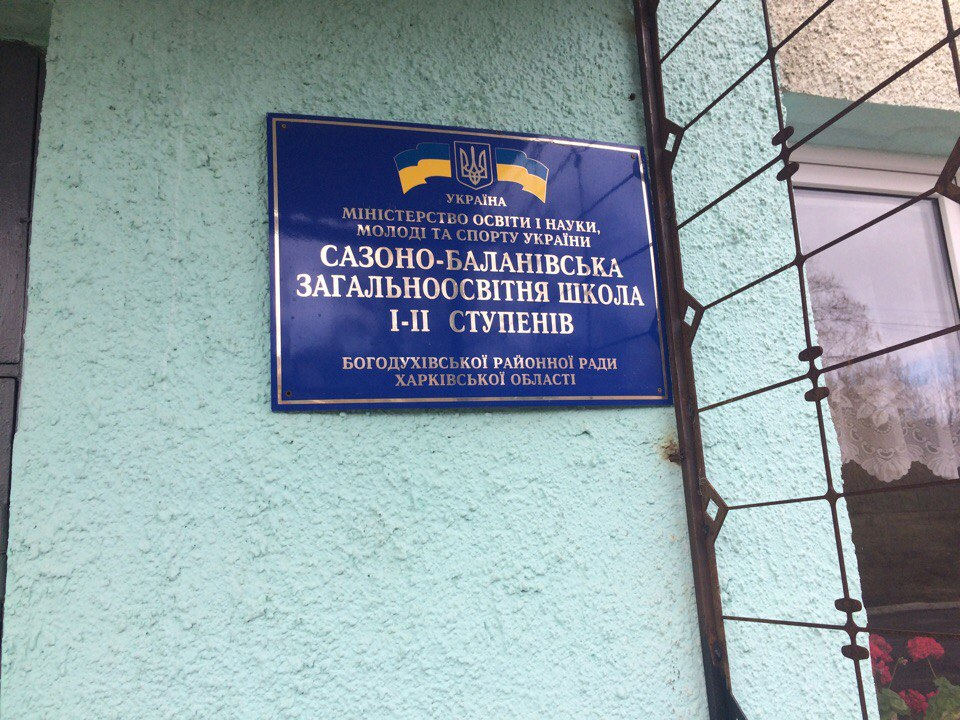 УКРАЇНА
МІНІСТЕРСТВО ОСВІТИ І НАУКИ,
МОЛОДІ ТА СПОРТУ УКРАЇНИ
САЗОНО-БАЛАНІВСЬКА
ЗАГАЛЬНООСВІТНЯ ШКОЛА
І-ІІ СТУПЕНІВ
БОГОДУХІВСЬКОЇ РАЙОННОЇ РАДИ
ХАРКІВСЬКОЇ ОБЛАСТІ